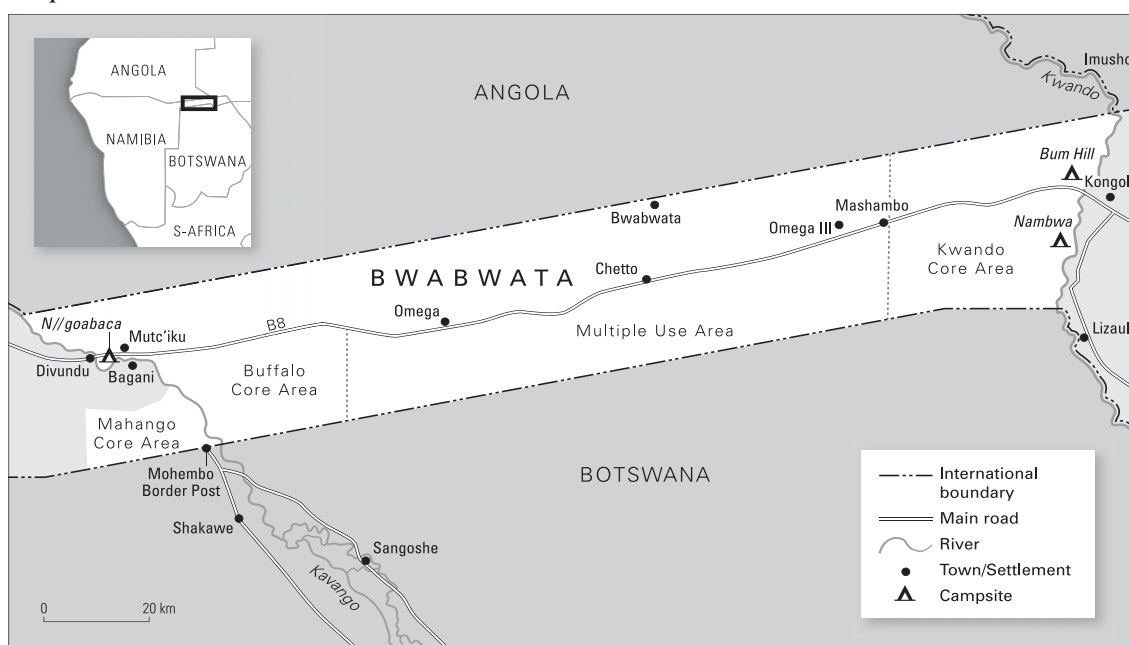 ANGOLA
NAMIBIA
BOTSWANA
S-AFRICA
ANGOLA
Imusho
Kwando
Bum Hill
Kongol
Bwabwata
Mashambo
Omega III
Nambwa
Kwando
Core Area
Chetto
BWABWATA
Omega
B8
Multiple Use Area
N//goabaca
Mutc'iku
Divundu
Bagani
Lizaul
Buffalo
Core Area
Mahango
Core Area
Mohembo
Border Post
BOTSWANA
Shakawe
Sangoshe
Kavango
0 20 km
International
boundary
Main road
River
Town/Settlement
Campsite